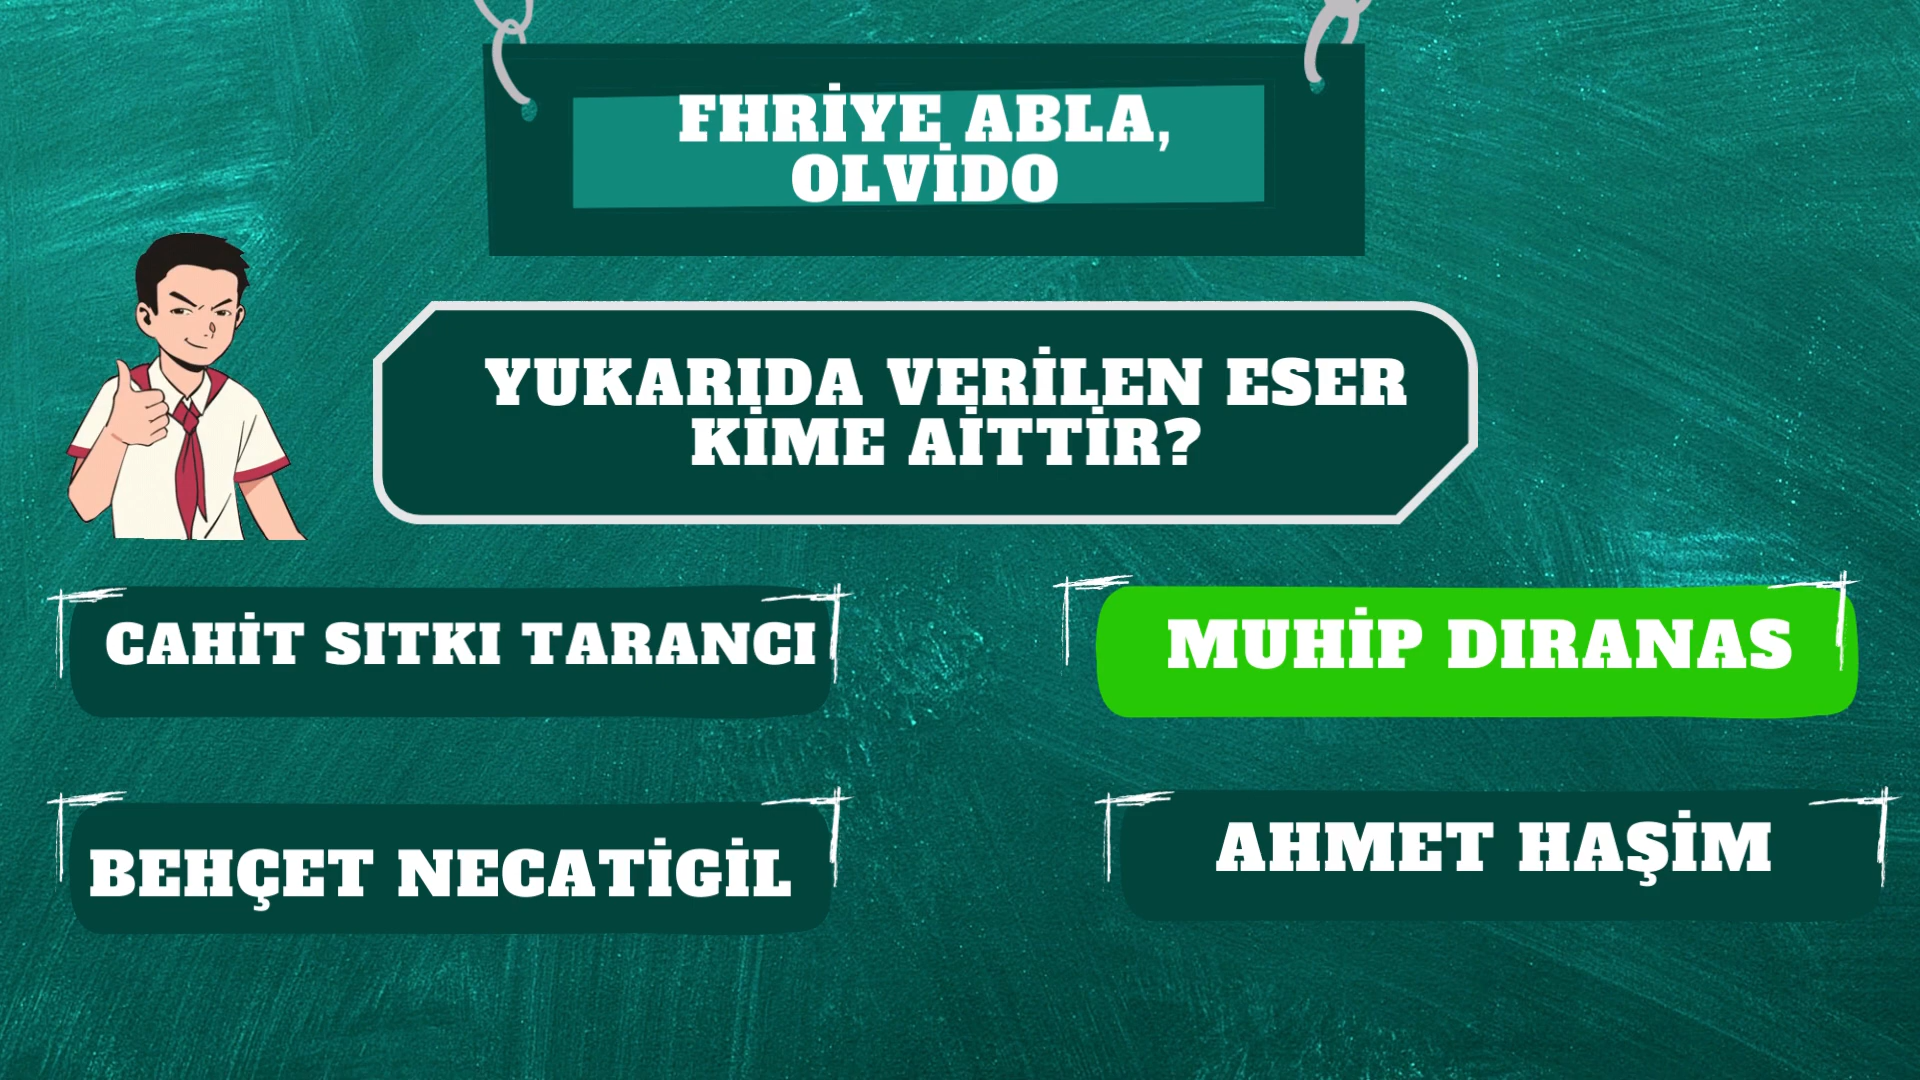 FHRİYE ABLA,
OLVİDO
YUKARIDA VERİLEN ESER
KİME AİTTİR?
CAHİT SITKI TARANCI
MUHİP DIRANAS
BEHÇET NECATİGİL
AHMET HAŞİM